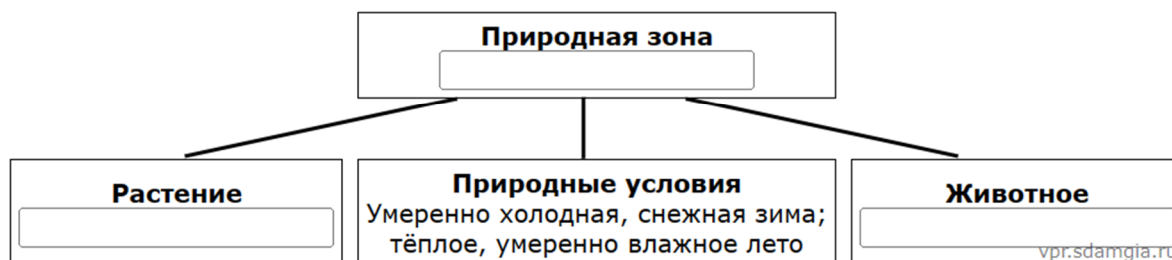 Природная зона
Растение
Природные условия
Умеренно холодная, снежная зима;
тёплое, умеренно влажное лето
Животное
vpr.sdamgia.ru